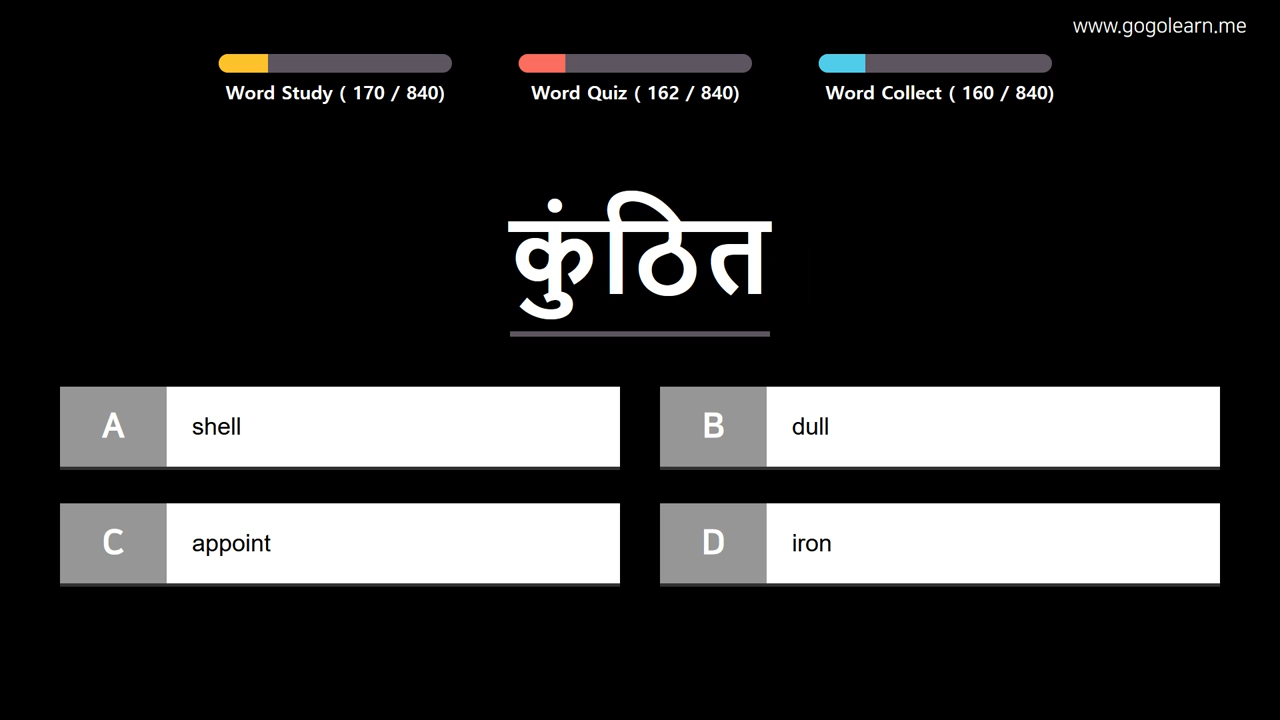 www.gogolearn.me
Word Study ( 170 / 840)
Word Quiz ( 162 / 840)
Word Collect ( 160 / 840)
कुंठित
A shell
B dull
C appoint
D iron